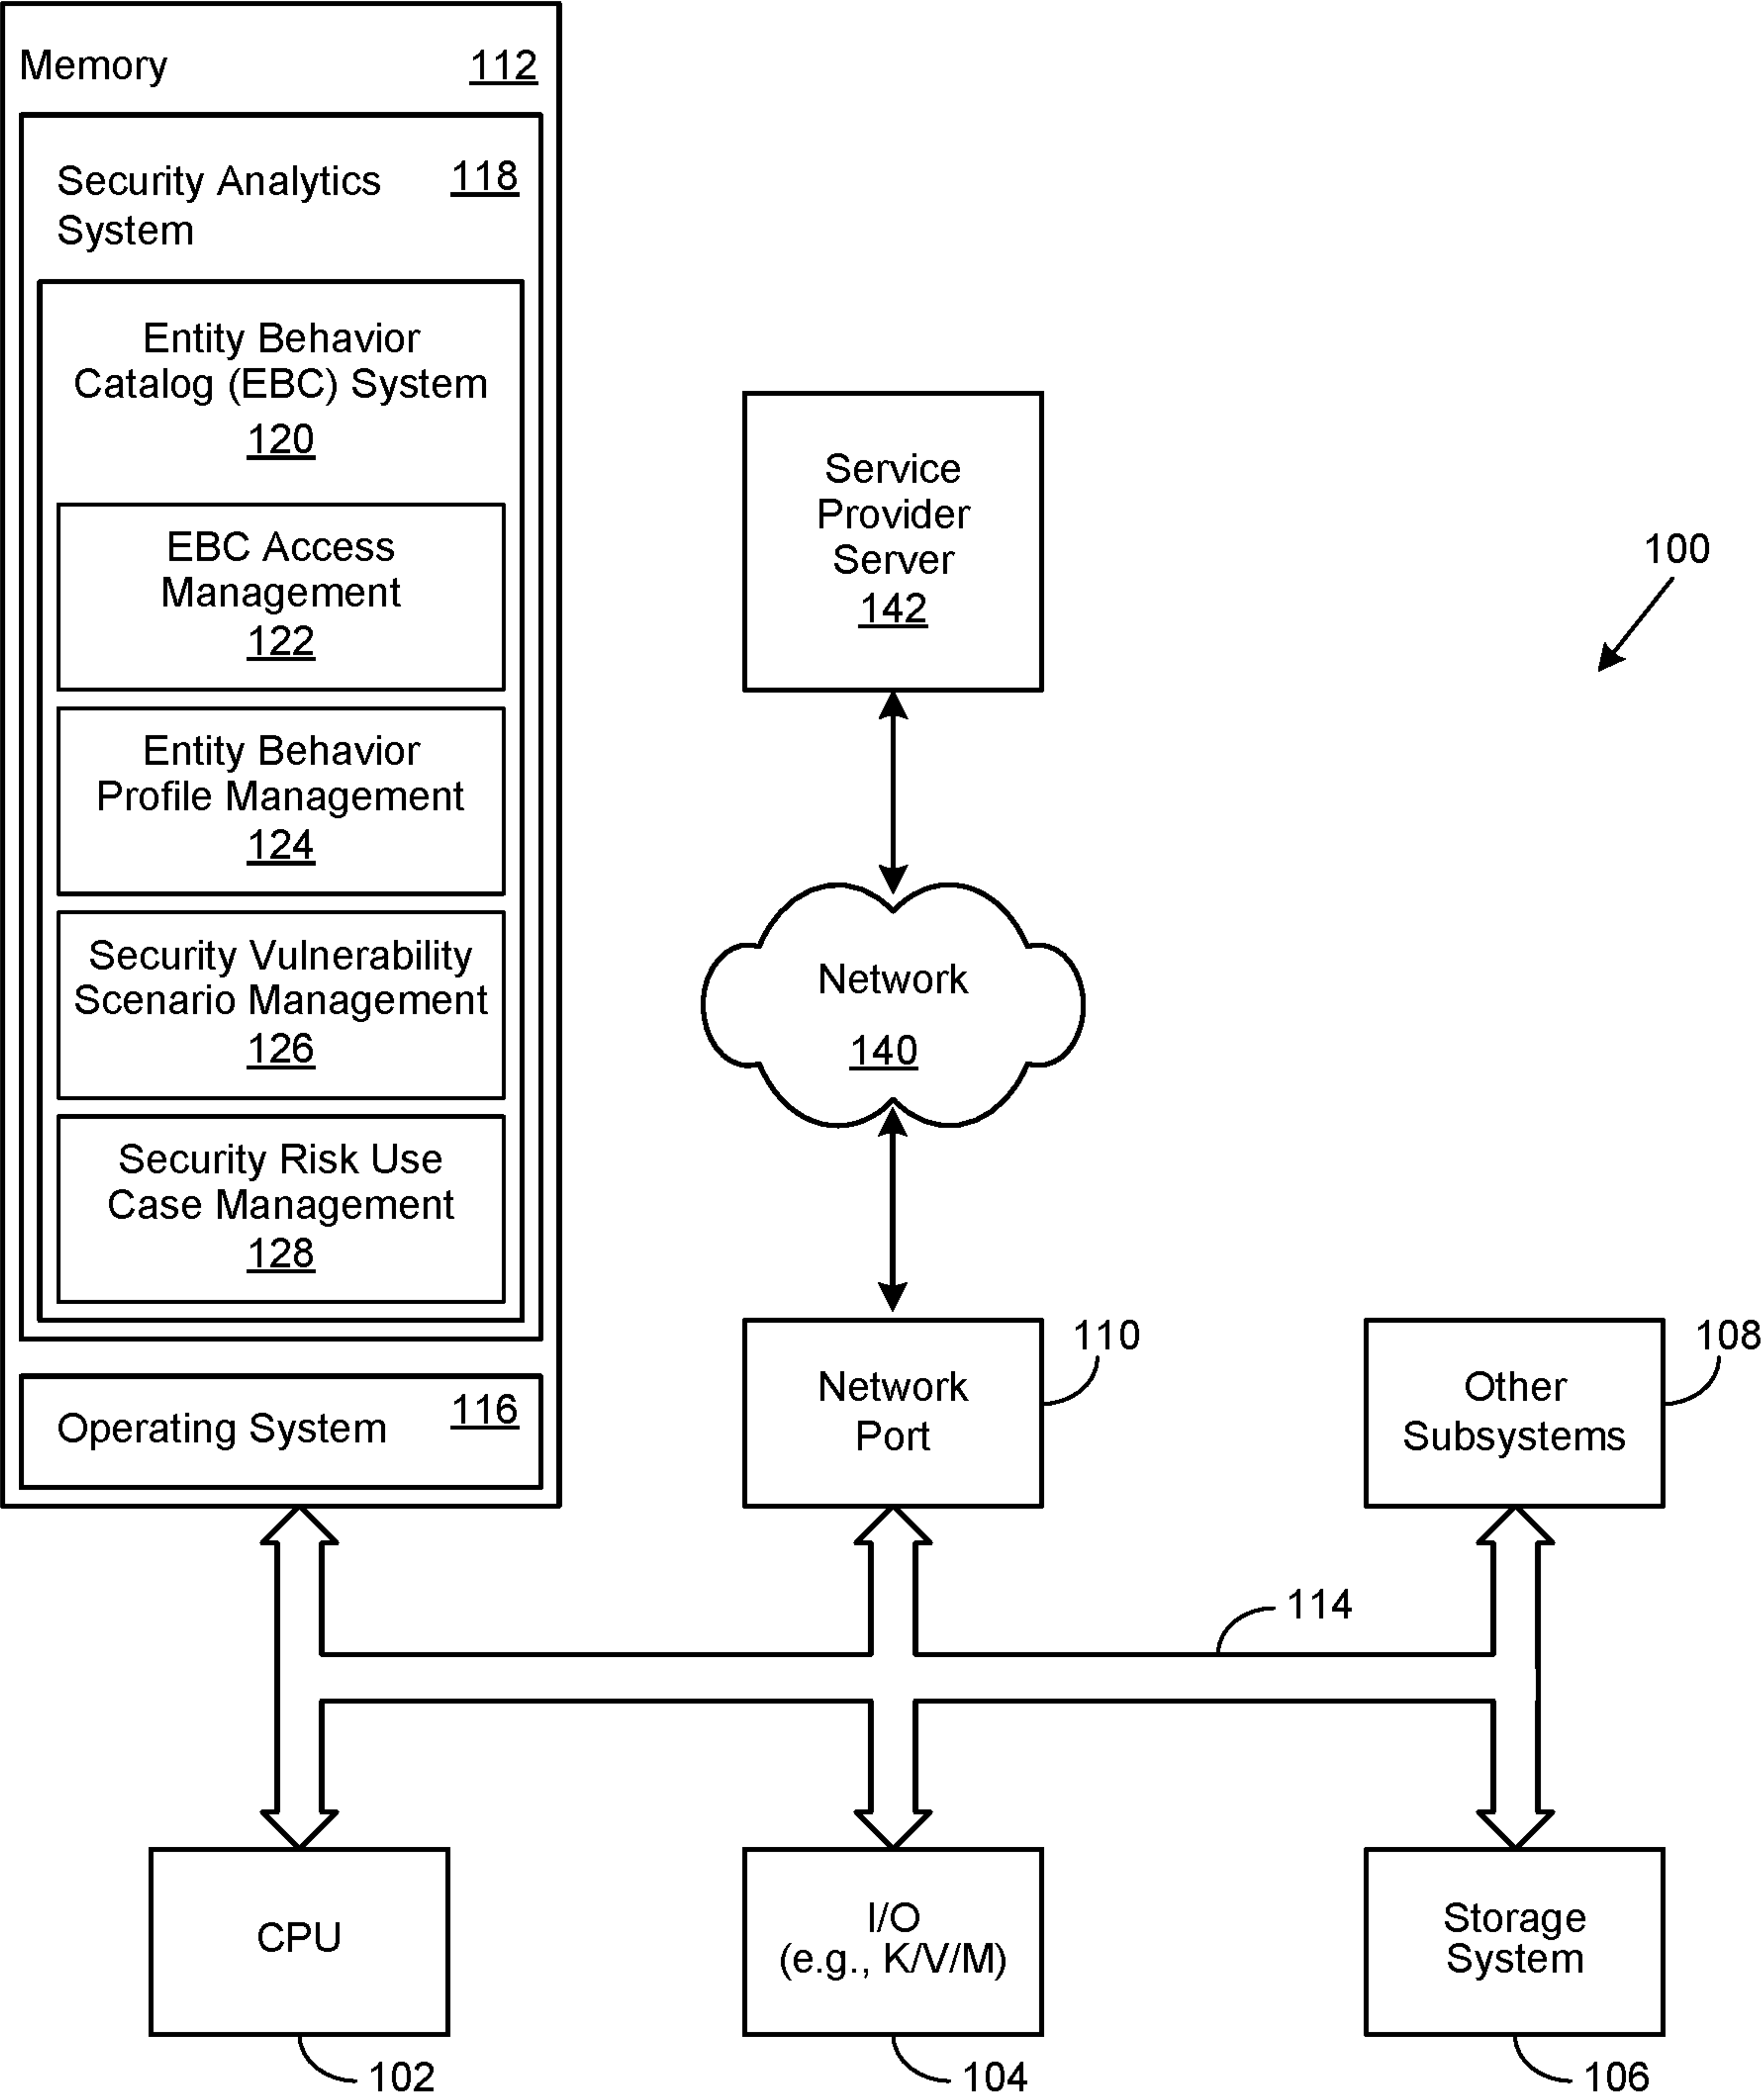 Memory 112
Security Analytics 118
System
Entity Behavior
Catalog (EBC) System
120
EBC Access
Management
122
Entity Behavior
Profile Management
124
Security Vulnerability
Scenario Management
126
Security Risk Use
Case Management
128
Operating System 116
Service
Provider
Server
142
100
Network
140
Network
Port
110
Other
Subsystems
108
114
CPU
102
I/O
(e.g., K/V/M)
104
Storage
System
106